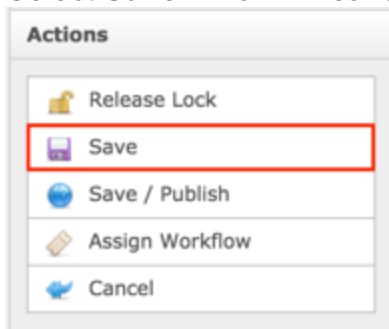 Actions
Release Lock
Save
Save / Publish
Assign Workflow
Cancel